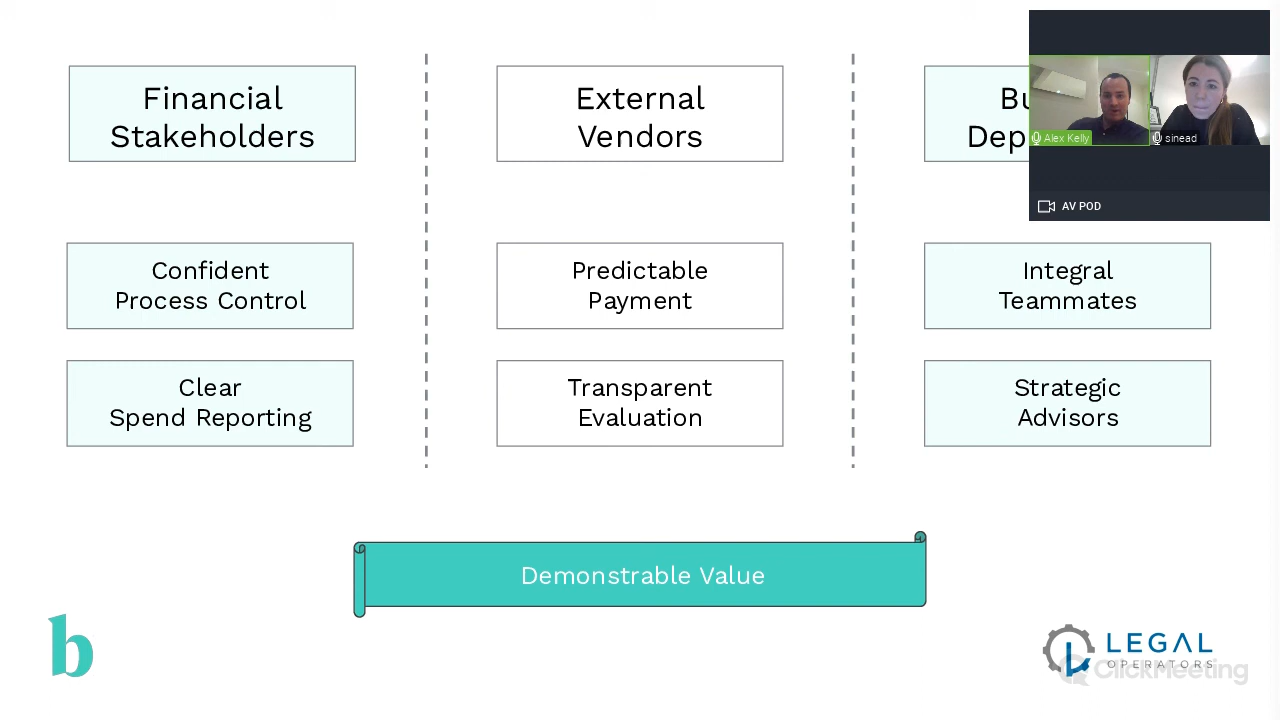 Financial
Stakeholders
External
Vendors
Alex Kelly
sinead
AV POD
Confident
Process Control
Predictable
Payment
Integral
Teammates
Clear
Spend Reporting
Transparent
Evaluation
Strategic
Advisors
Demonstrable Value
b
LEGAL
OPERATORS
ClickMeeting